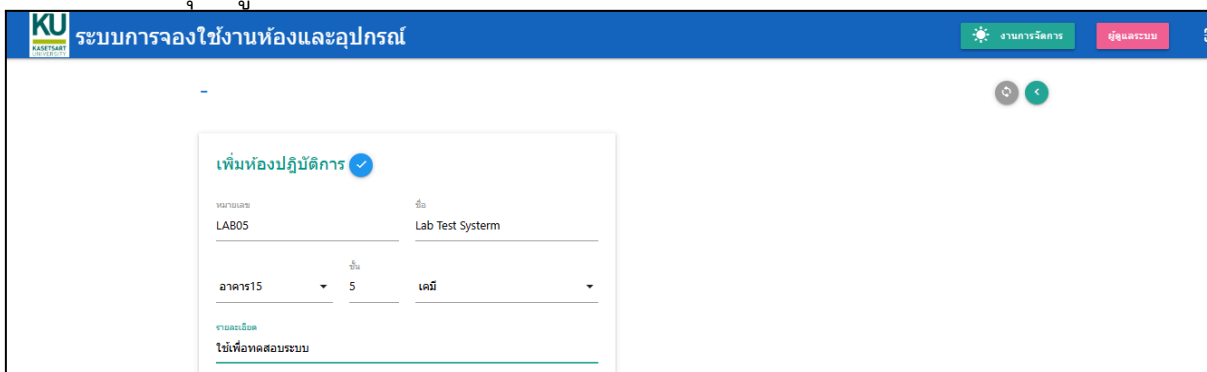 KU
KASETSART
UNIVERSITY
ระบบการจองใช้งานห้องและอุปกรณ์
งานการจัดการ
ผู้ดูแลระบบ
เพิ่มห้องปฎิบัติการ
หมายเลข ชื่อ
LAB05 Lab Test Systerm
ชั้น
อาคาร15 5 เคมี
รายละเอียด
ใช้เพื่อทดสอบระบบ